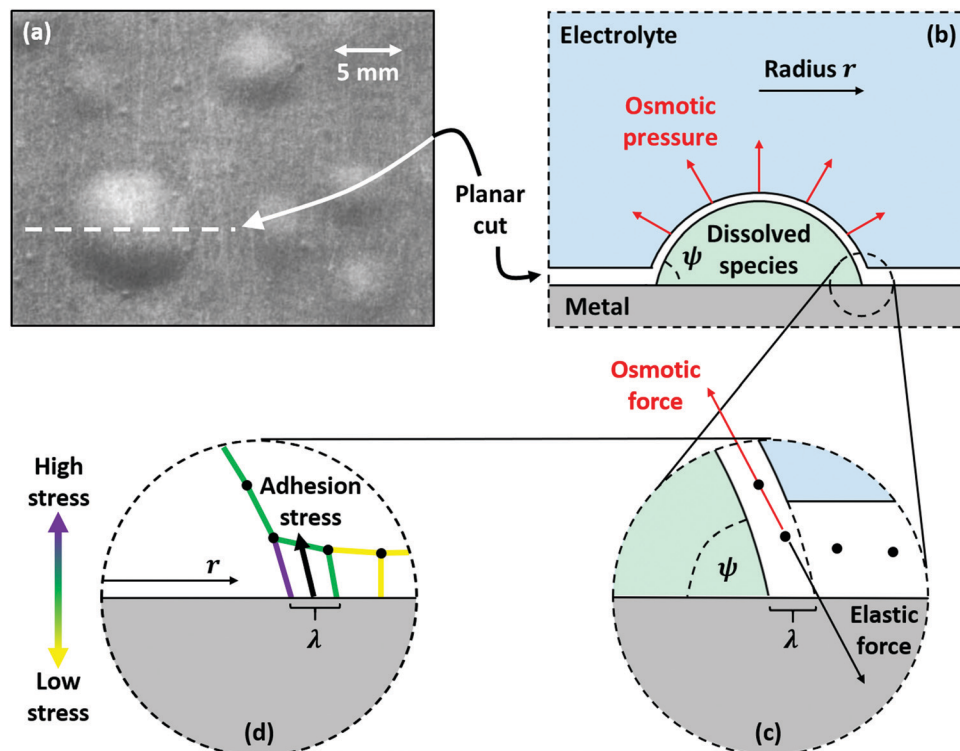 (a)
5 mm
Electrolyte
(b)
Radius r
Osmotic
pressure
Planar
cut
Dissolved
species
ψ
Metal
Osmotic
force
High
stress
Adhesion
stress
r
λ
Low
stress
(d)
ψ
λ
Elastic
force
(c)